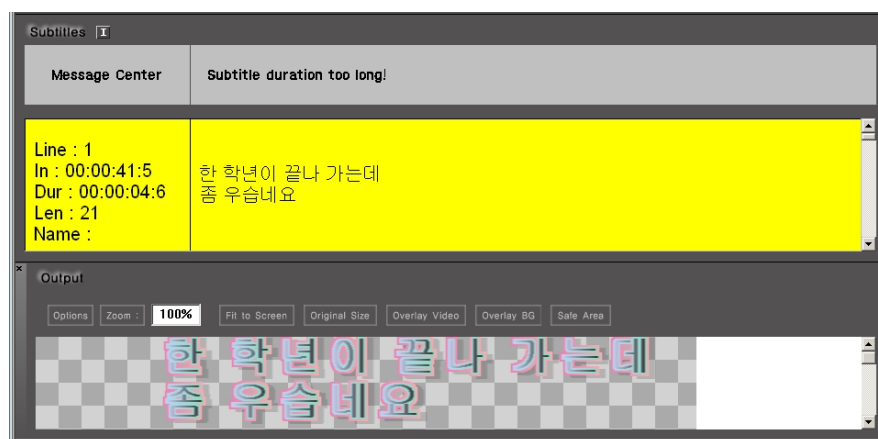 Subtitles I
Message Center
Subtitle duration too long!
Line : 1
In : 00:00:41:5
Dur : 00:00:04:6
Len : 21
Name :
한 학년이 끝나 가는데
좀 우습네요
× Output
Options Zoom : 100% Fit to Screen Original Size Overlay Video Overlay BG Safe Area
한 학년이 끝나 가는데
좀 우습네요